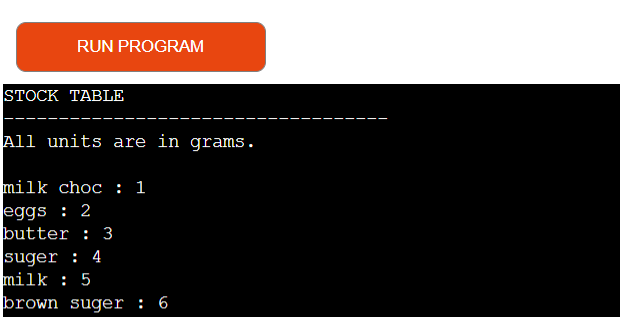 RUN PROGRAM
STOCK TABLE
-----------------------------------
All units are in grams.
milk choc : 1
eggs : 2
butter : 3
suger : 4
milk : 5
brown suger : 6